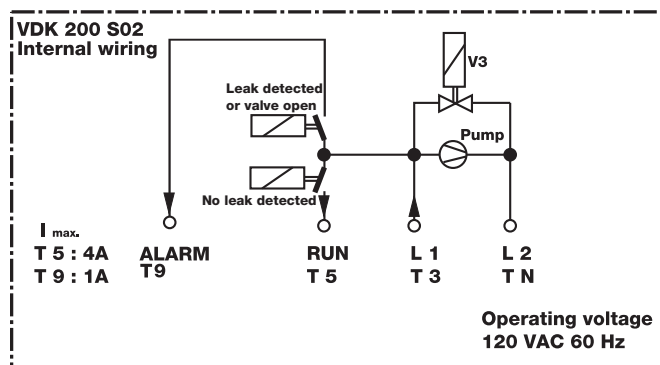 VDK 200 S02
Internal wiring
V3
Leak detected
or valve open
Pump
No leak detected
I max.
T 5 : 4A
T 9 : 1A
ALARM
T9
RUN
T 5
L 1
T 3
L 2
T N
Operating voltage
120 VAC 60 Hz